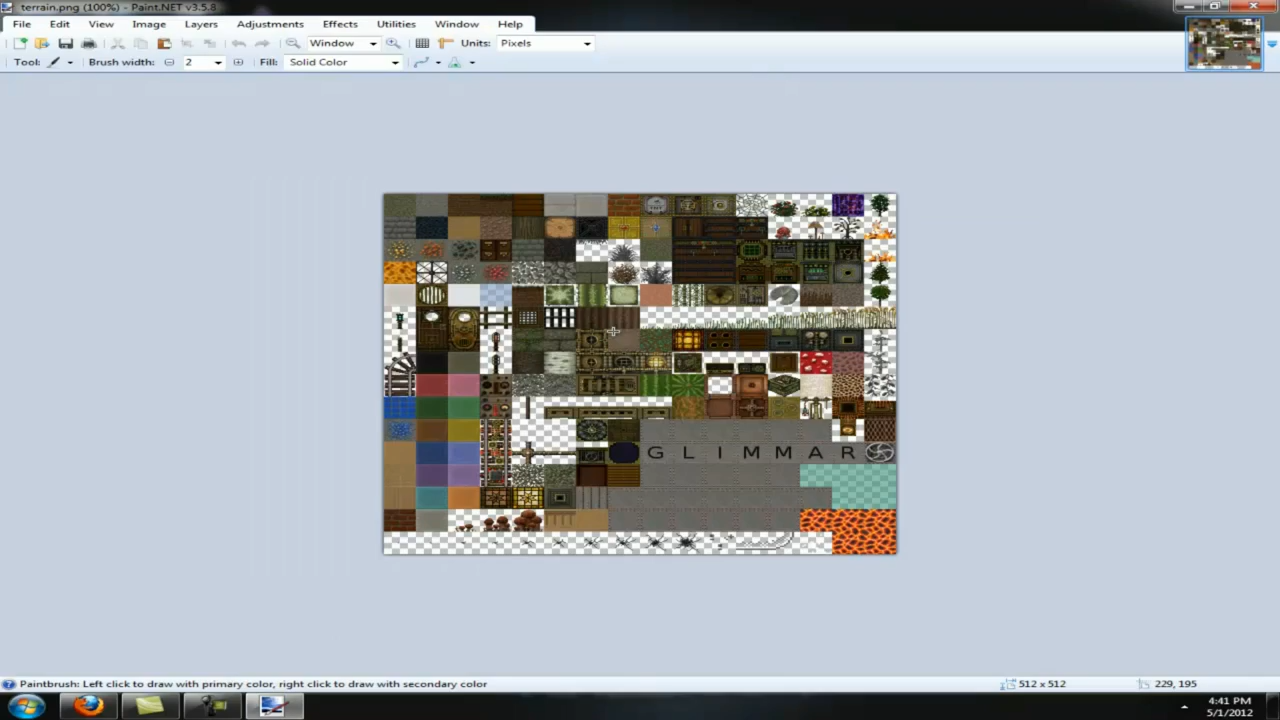 terrain.png (100%) - Paint.NET v3.5.8
File Edit View Image Layers Adjustments Effects Utilities Window Help
Window Units: Pixels
Tool: Brush width: 2 Fill: Solid Color
TNT
GLIMMAR
Paintbrush: Left click to draw with primary color, right click to draw with secondary color 512 x 512 229, 195
4:41 PM
5/1/2012